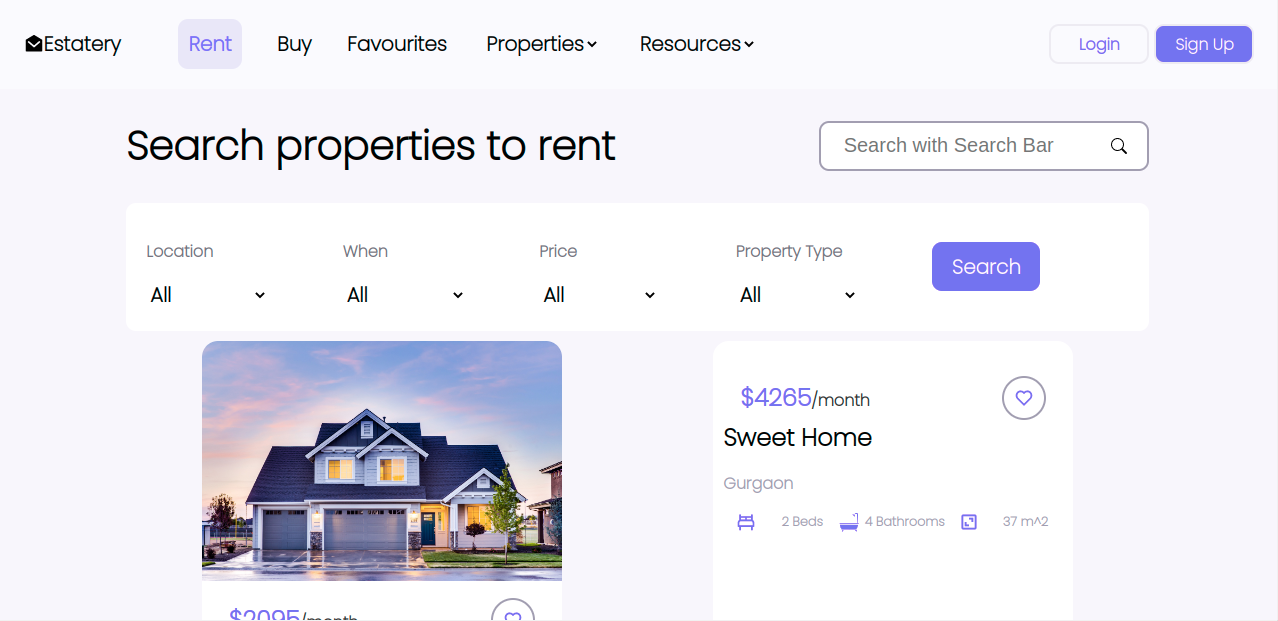 Estatery Rent Buy Favourites Properties Resources Login Sign Up
Search properties to rent Search with Search Bar
Location When Price Property Type
Search
All All All All
$4265/month
Sweet Home
Gurgaon
2 Beds 4 Bathrooms 37 m^2
$2095/month